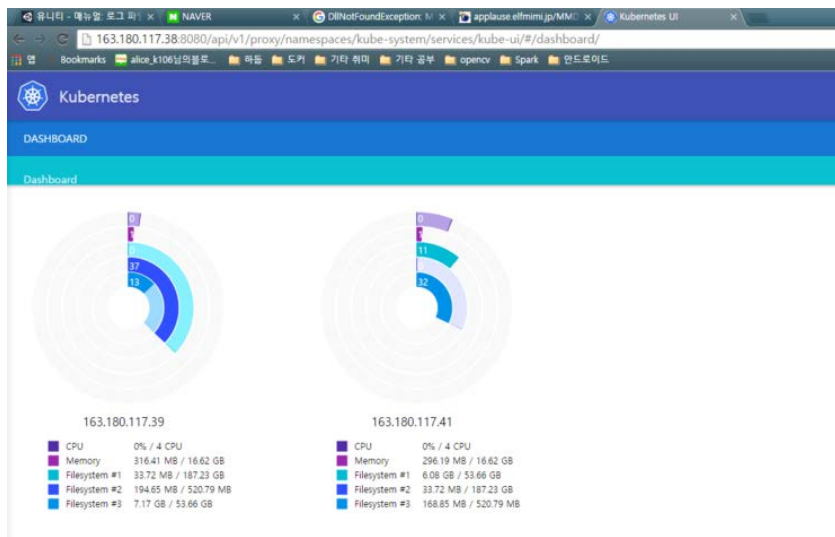 유니티 - 매뉴얼: 로그 파일
NAVER
DllNotFoundException: M
applause.elfmimi.jp/MMD
Kubernetes UI
163.180.117.38:8080/api/v1/proxy/namespaces/kube-system/services/kube-ui/#/dashboard/
앱 Bookmarks alice_k106님의블로... 하둡 도커 기타 취미 기타 공부 opencv Spark 안드로이드
Kubernetes
DASHBOARD
Dashboard
0
1
0
37
13
163.180.117.39
CPU 0% / 4 CPU
Memory 316.41 MB / 16.62 GB
Filesystem #1 33.72 MB / 187.23 GB
Filesystem #2 194.65 MB / 520.79 MB
Filesystem #3 7.17 GB / 53.66 GB
0
1
11
32
163.180.117.41
CPU 0% / 4 CPU
Memory 296.19 MB / 16.62 GB
Filesystem #1 6.08 GB / 53.66 GB
Filesystem #2 33.72 MB / 187.23 GB
Filesystem #3 168.85 MB / 520.79 MB